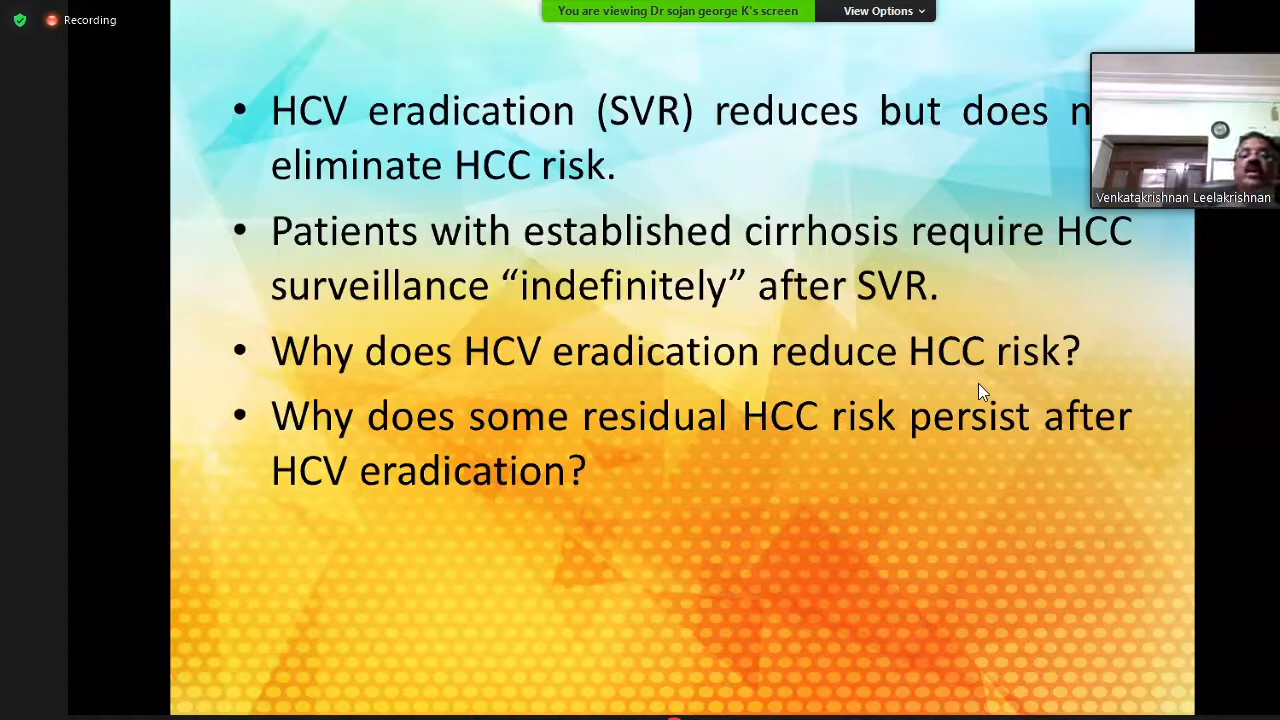 Recording
You are viewing Dr sojan george K's screen
View Options
• HCV eradication (SVR) reduces but does
eliminate HCC risk.
• Patients with established cirrhosis require HCC
surveillance “indefinitely” after SVR.
• Why does HCV eradication reduce HCC risk?
• Why does some residual HCC risk persist after
HCV eradication?
Venkatakrishnan Leelakrishnan